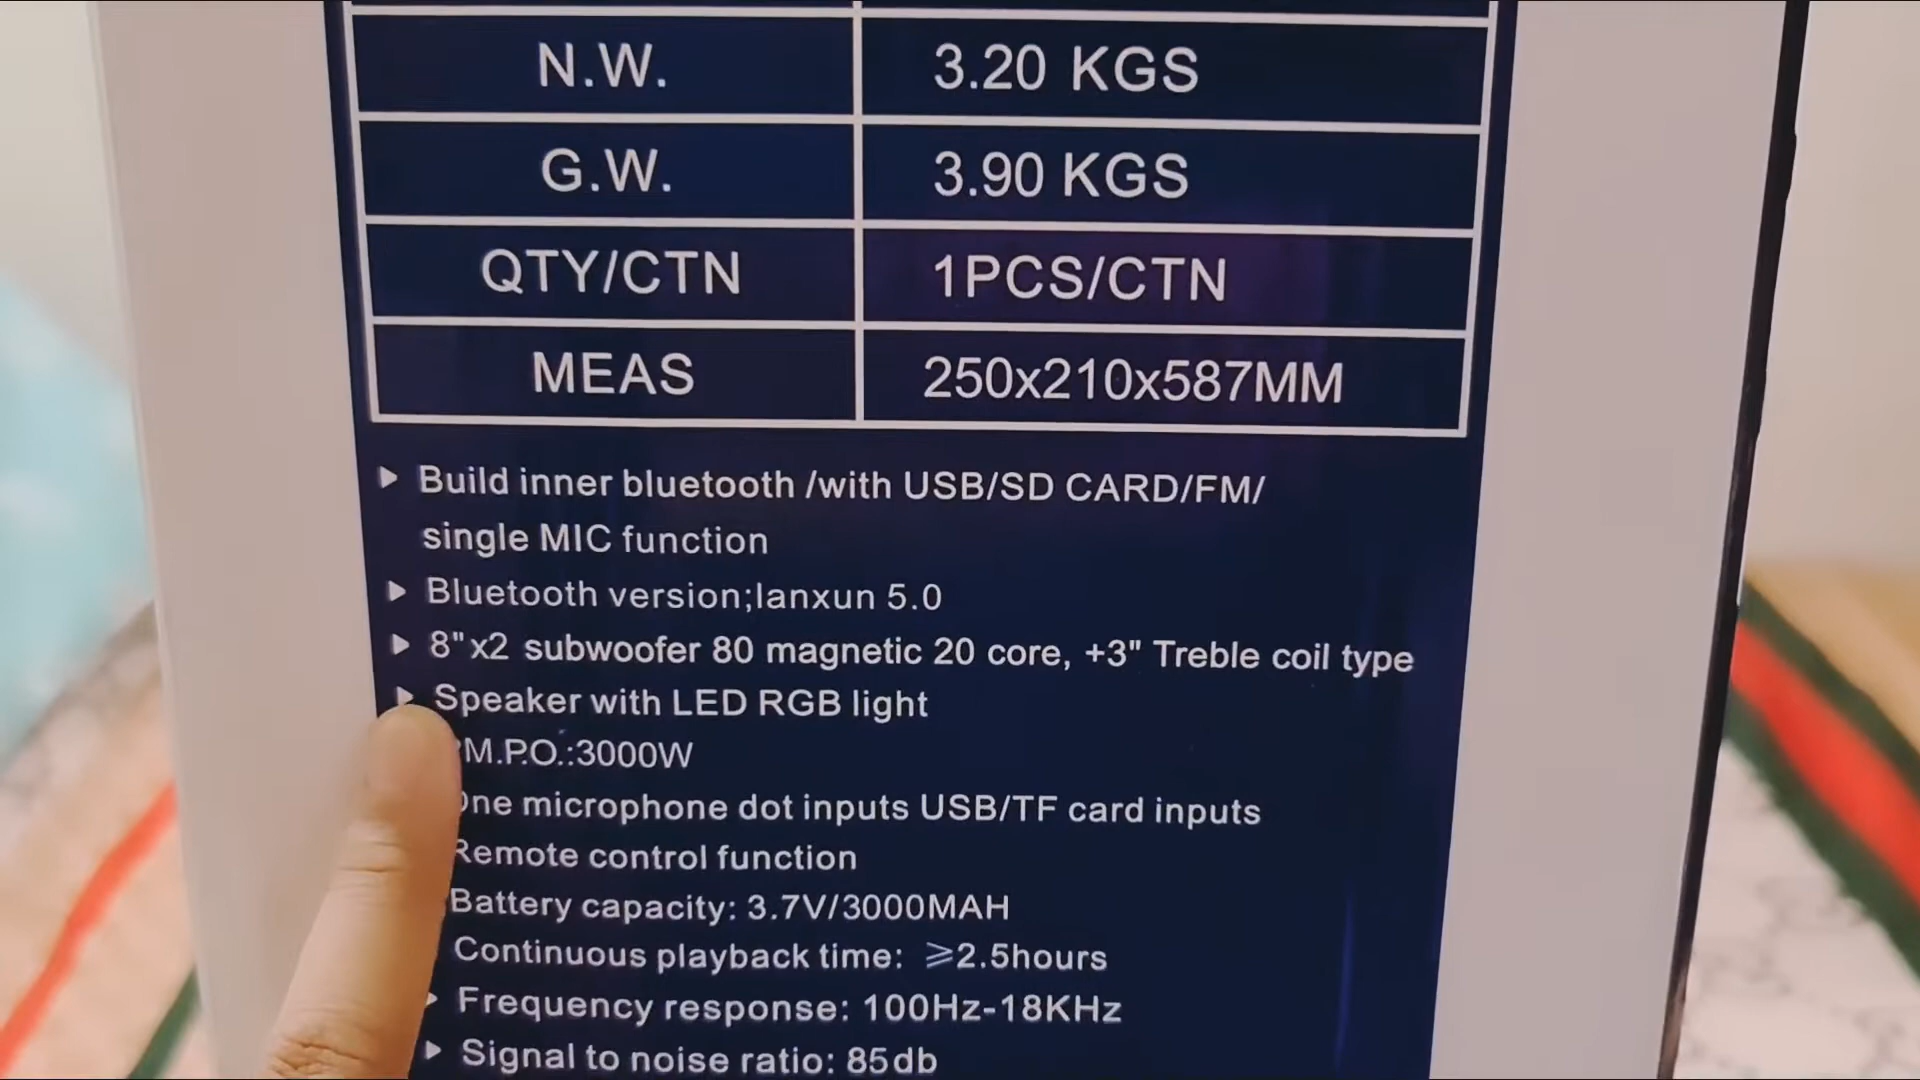 N.W. 3.20 KGS
G.W. 3.90 KGS
QTY/CTN 1PCS/CTN
MEAS 250x210x587MM
Build inner bluetooth /with USB/SD CARD/FM/
single MIC function
Bluetooth version;lanxun 5.0
8"x2 subwoofer 80 magnetic 20 core, +3" Treble coil type
Speaker with LED RGB light
P.M.P.O.:3000W
One microphone dot inputs USB/TF card inputs
Remote control function
Battery capacity: 3.7V/3000MAH
Continuous playback time: ⩾2.5hours
Frequency response: 100Hz-18KHz
Signal to noise ratio: 85db